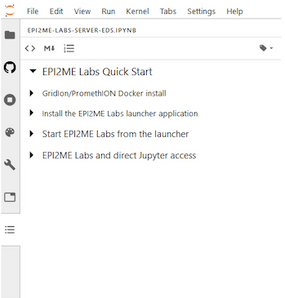 File Edit View Run Kernel Tabs Settings Help
EPI2ME-LABS-SERVER-EDS.IPYNB
M
EPI2ME Labs Quick Start
GridIon/PromethION Docker install
Install the EPI2ME Labs launcher application
Start EPI2ME Labs from the launcher
EPI2ME Labs and direct Jupyter access